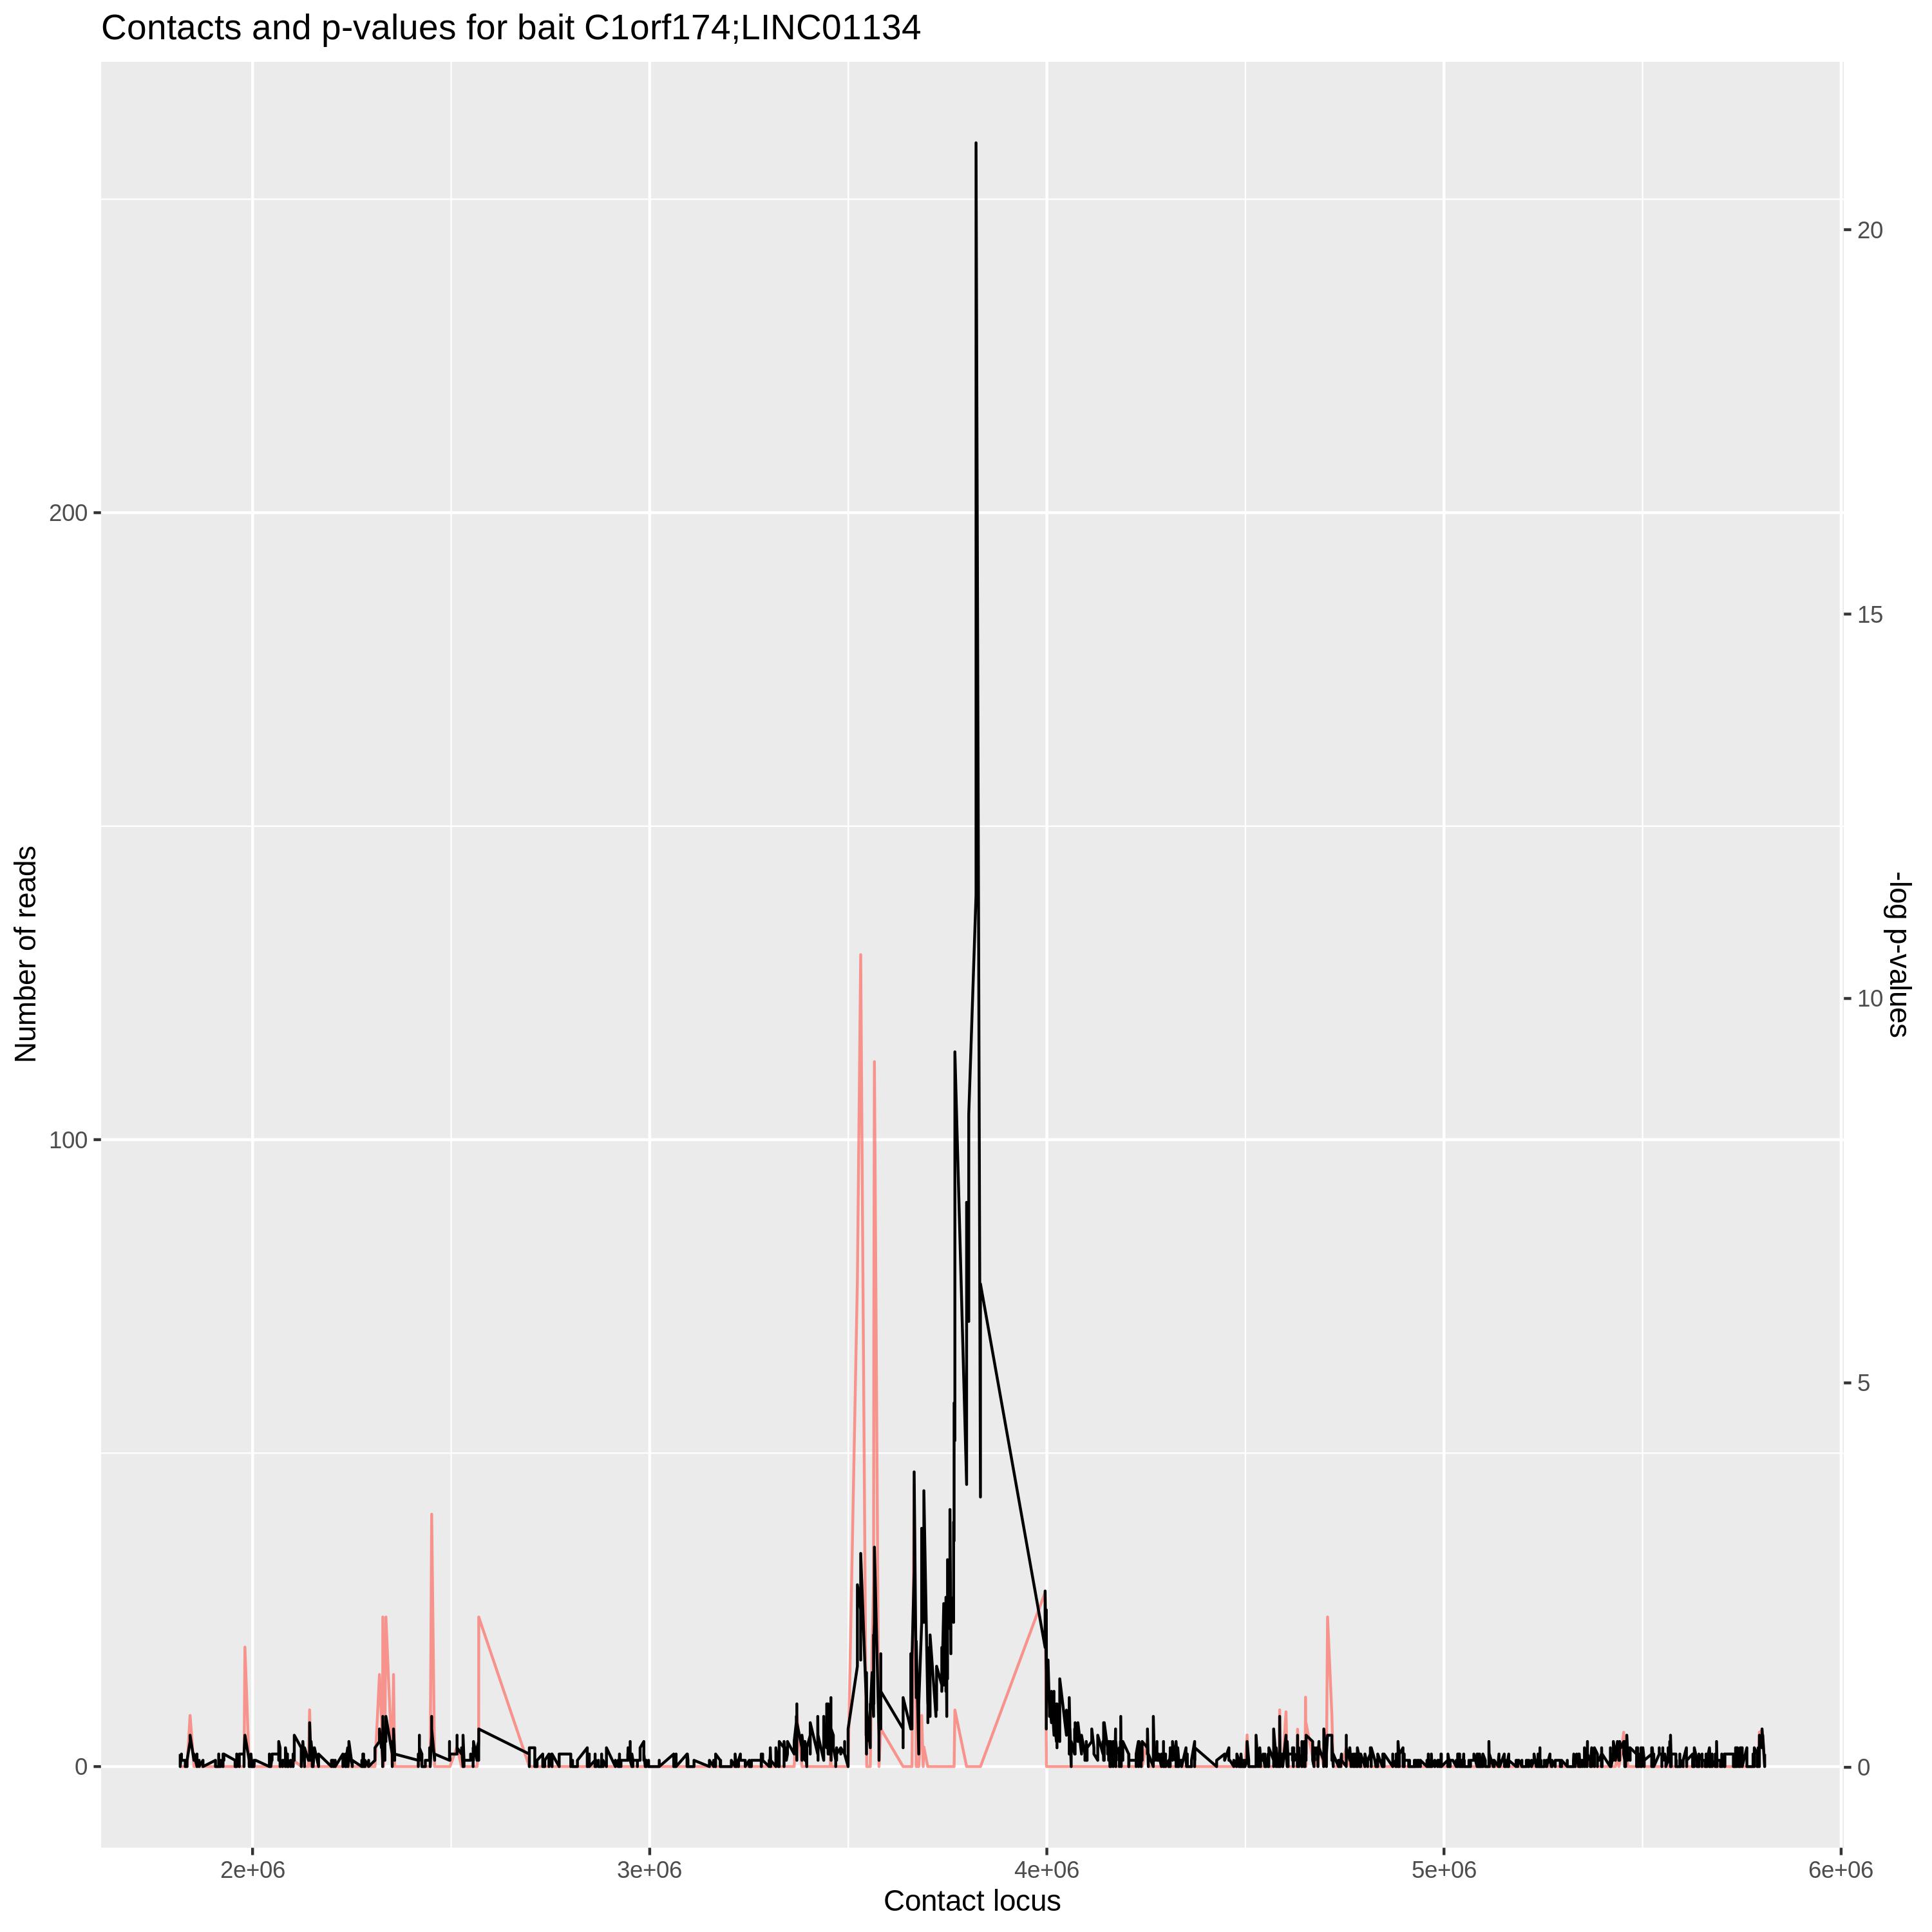 Contacts and p-values for bait C1orf174;LINC01134
Number of reads
200
100
0
20
15
10
5
0
-log p-values
2e+06
3e+06
4e+06
5e+06
6e+06
Contact locus